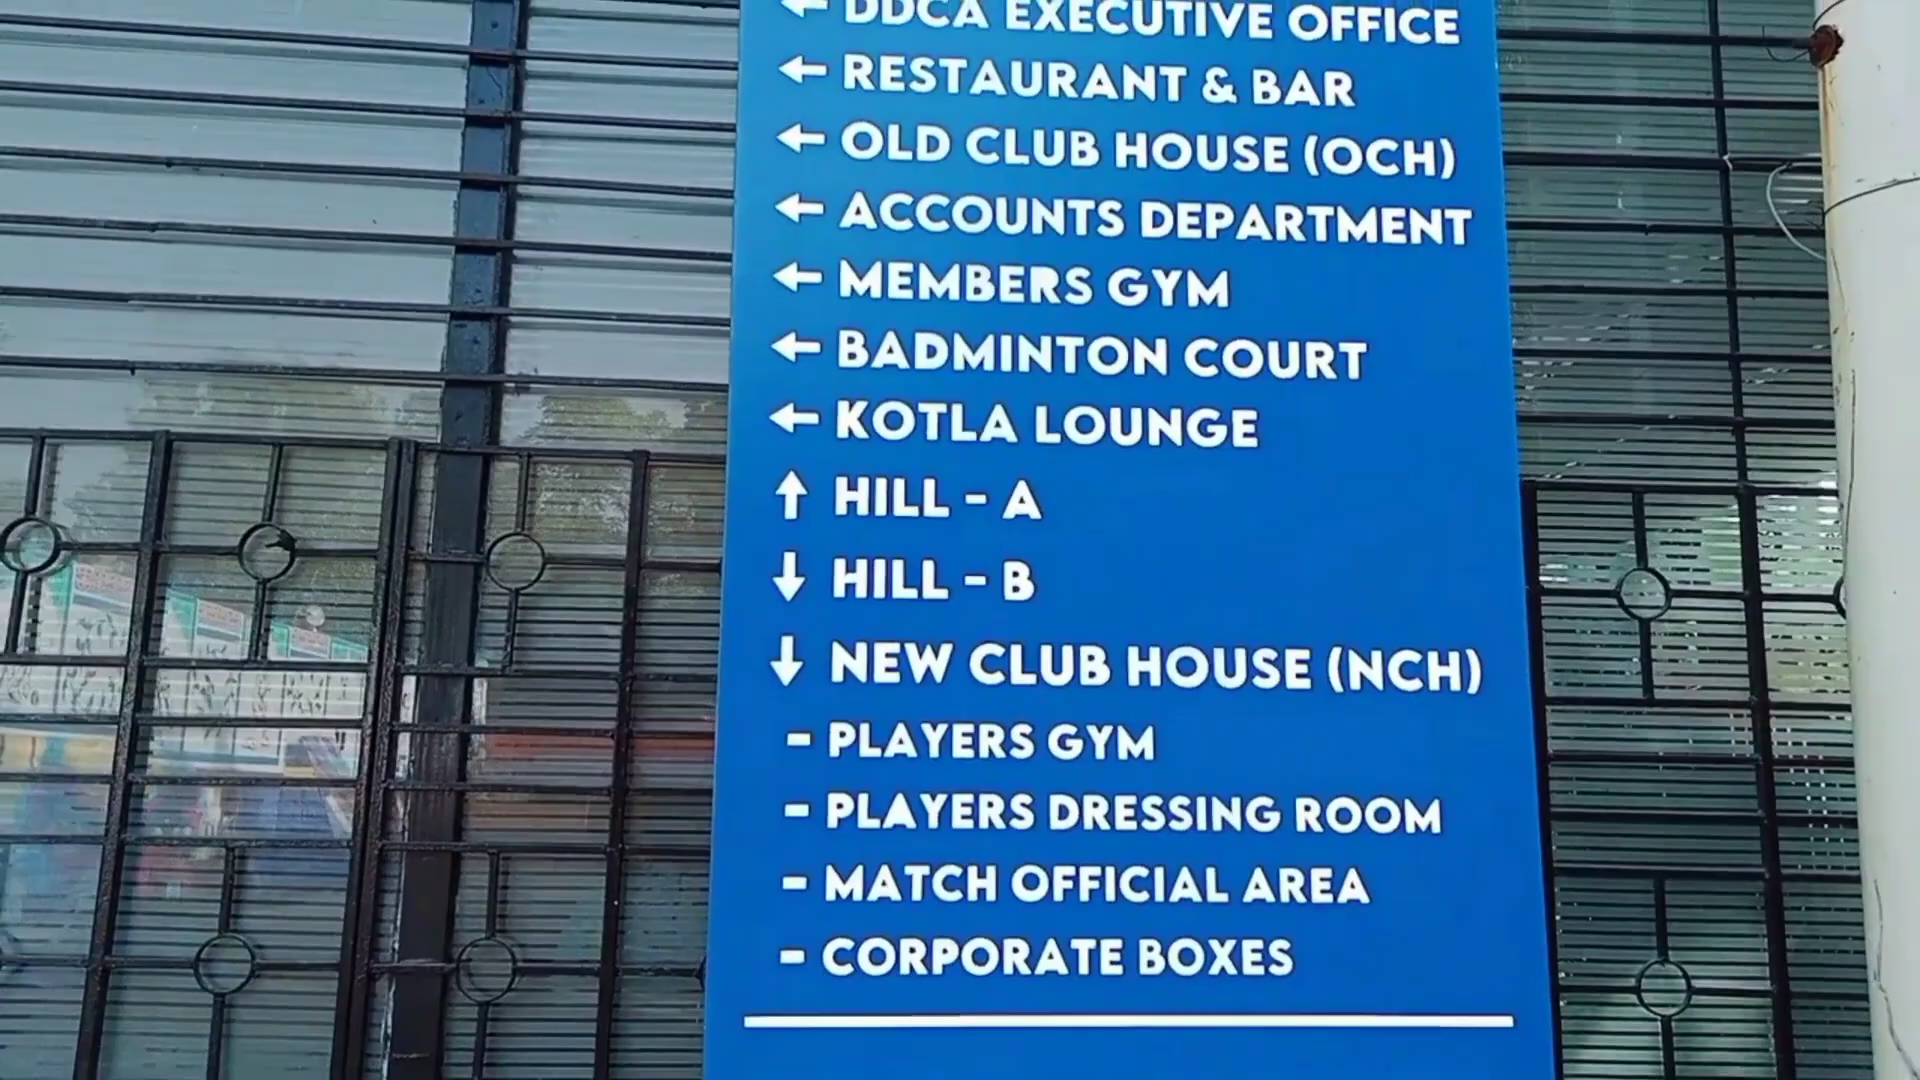 ← DDCA EXECUTIVE OFFICE
← RESTAURANT & BAR
← OLD CLUB HOUSE (OCH)
← ACCOUNTS DEPARTMENT
← MEMBERS GYM
← BADMINTON COURT
← KOTLA LOUNGE
↑ HILL - A
↓ HILL - B
↓ NEW CLUB HOUSE (NCH)
- PLAYERS GYM
- PLAYERS DRESSING ROOM
- MATCH OFFICIAL AREA
- CORPORATE BOXES